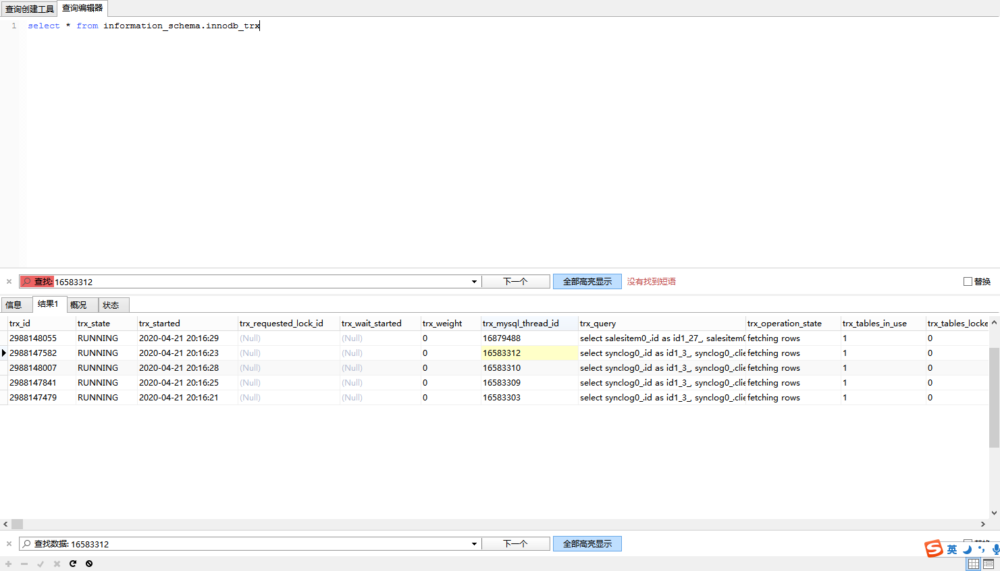 查询创建工具 查询编辑器
1 select * from information_schema.innodb_trx
查找: 16583312 下一个 全部高亮显示 没有找到短语 替换
信息 结果1 概况 状态
trx_id trx_state trx_started trx_requested_lock_id trx_wait_started trx_weight trx_mysql_thread_id trx_query trx_operation_state trx_tables_in_use trx_tables_locke
2988148055 RUNNING 2020-04-21 20:16:29 (Null) (Null) 0 16879488 select salesitem0_.id as id1_27_, salesitem0 fetching rows 1 0
2988147582 RUNNING 2020-04-21 20:16:23 (Null) (Null) 0 16583312 select synclog0_.id as id1_3_, synclog0_.clie fetching rows 1 0
2988148007 RUNNING 2020-04-21 20:16:28 (Null) (Null) 0 16583310 select synclog0_.id as id1_3_, synclog0_.clie fetching rows 1 0
2988147841 RUNNING 2020-04-21 20:16:25 (Null) (Null) 0 16583309 select synclog0_.id as id1_3_, synclog0_.clie fetching rows 1 0
2988147479 RUNNING 2020-04-21 20:16:21 (Null) (Null) 0 16583303 select synclog0_.id as id1_3_, synclog0_.clie fetching rows 1 0
查找数据: 16583312 下一个 全部高亮显示
S 英